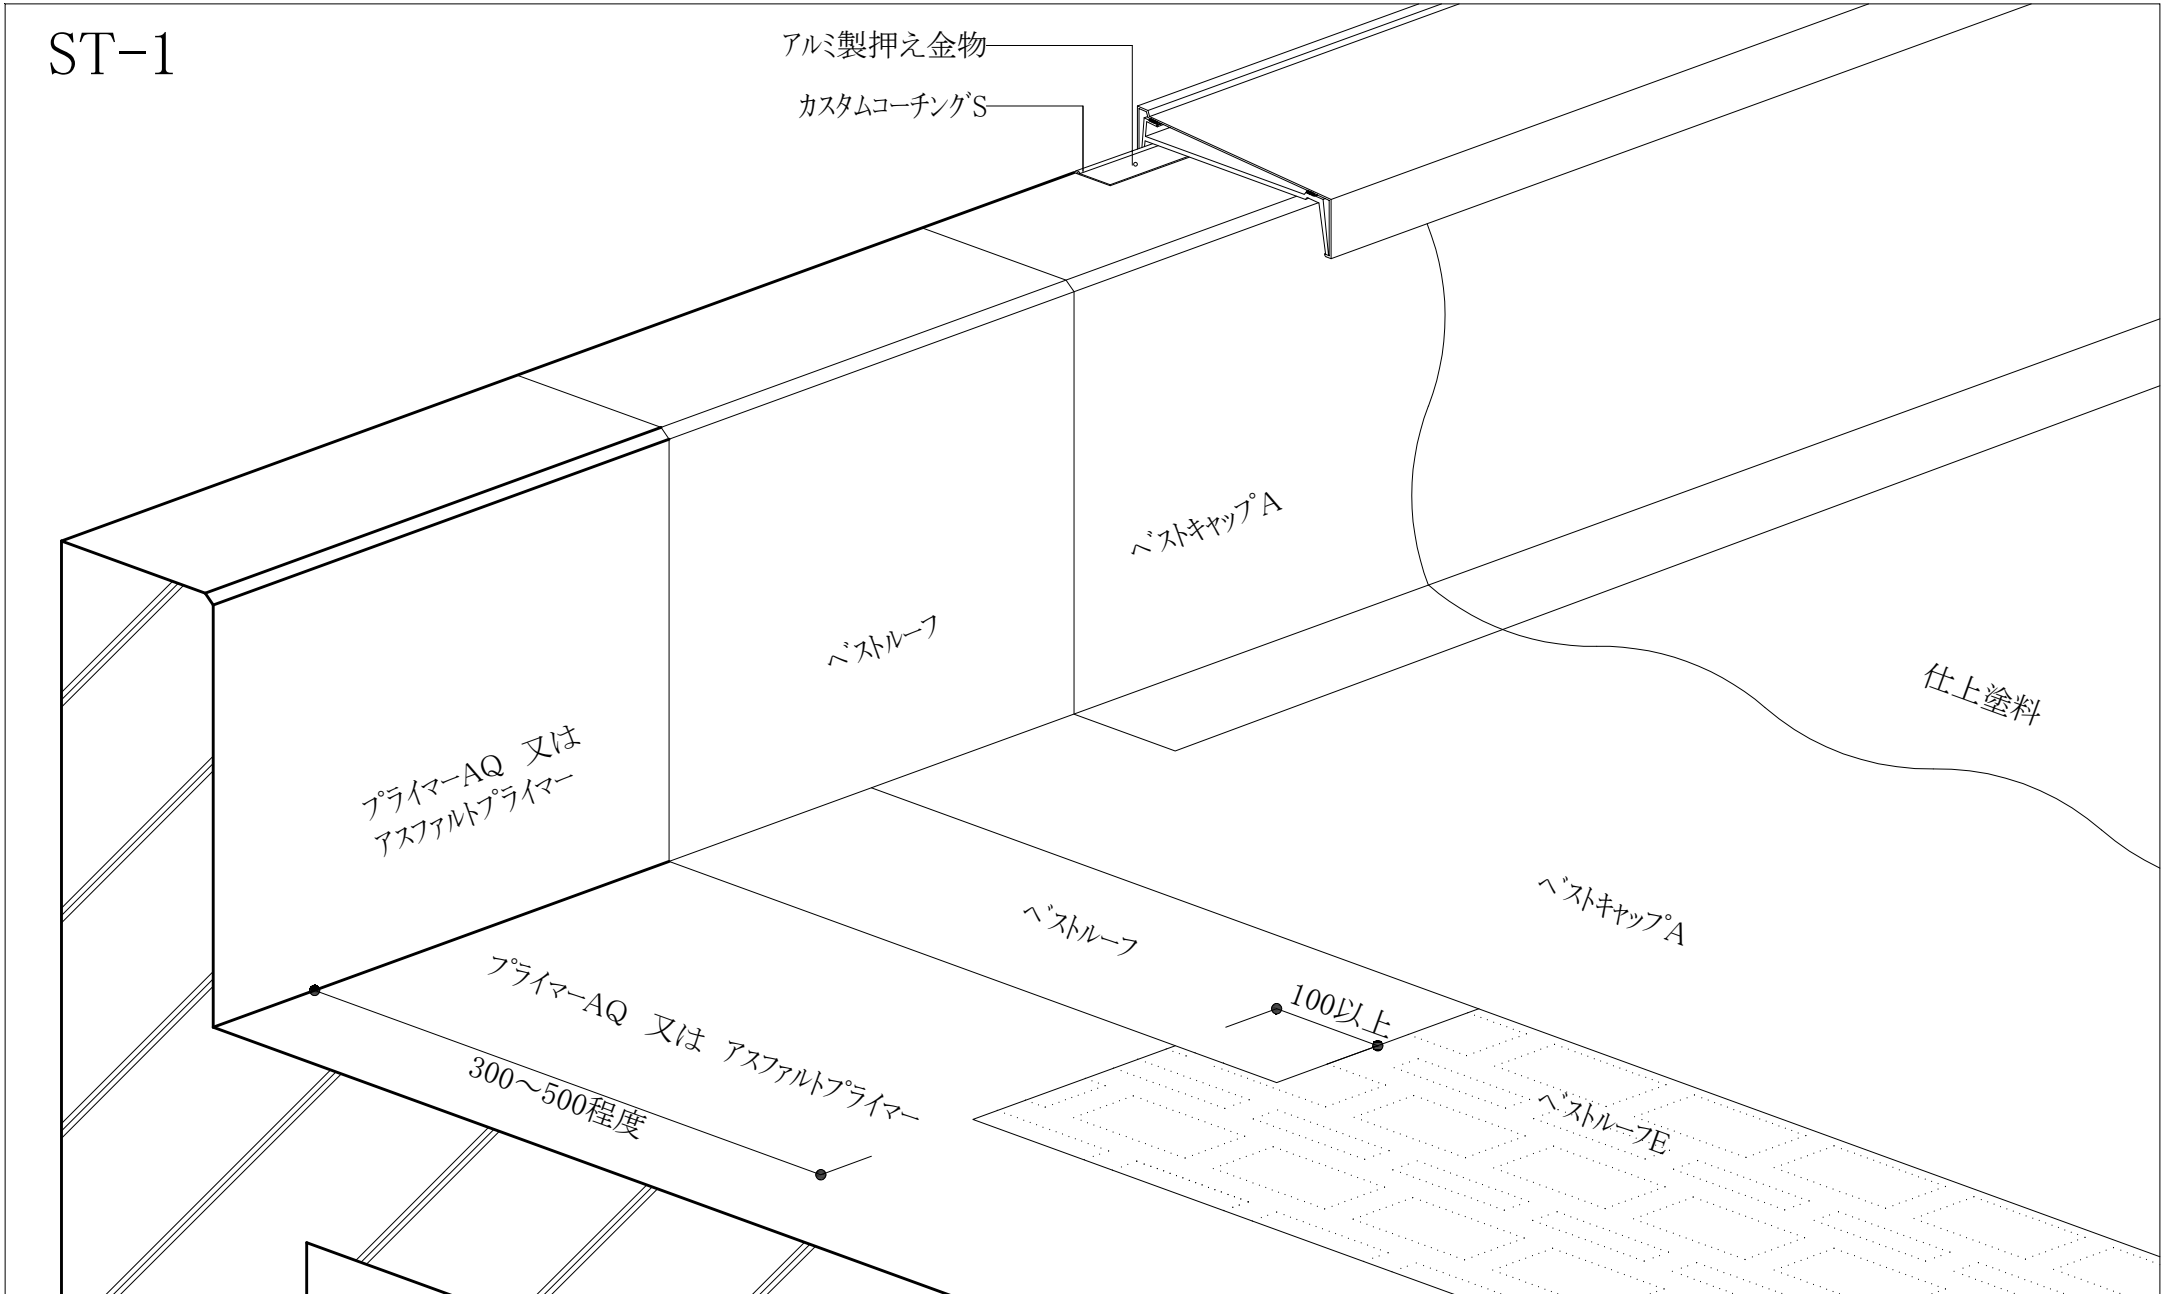 ST-1
アルミ製押え金物
カスタムコーチングS
ベストキャップA
ベストルーフ
仕上塗料
プライマーAQ 又は
アスファルトプライマー
ベストキャップA
ベストルーフ
プライマーAQ 又は アスファルトプライマー
100以上
300～500程度
ベストルーフE